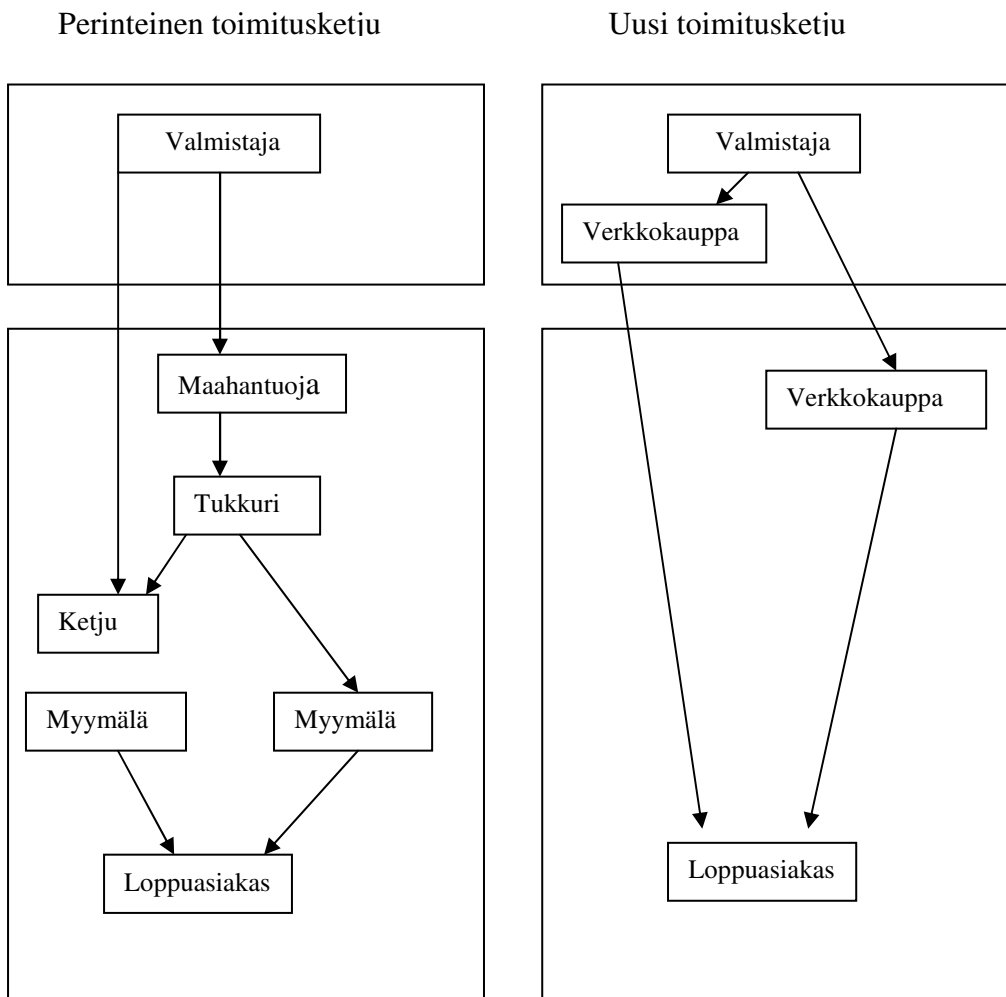 Perinteinen toimitusketju
Valmistaja
Maahantuoja
Tukkuri
Ketju
Myymälä
Myymälä
Loppuasiakas
Uusi toimitusketju
Valmistaja
Verkkokauppa
Verkkokauppa
Loppuasiakas